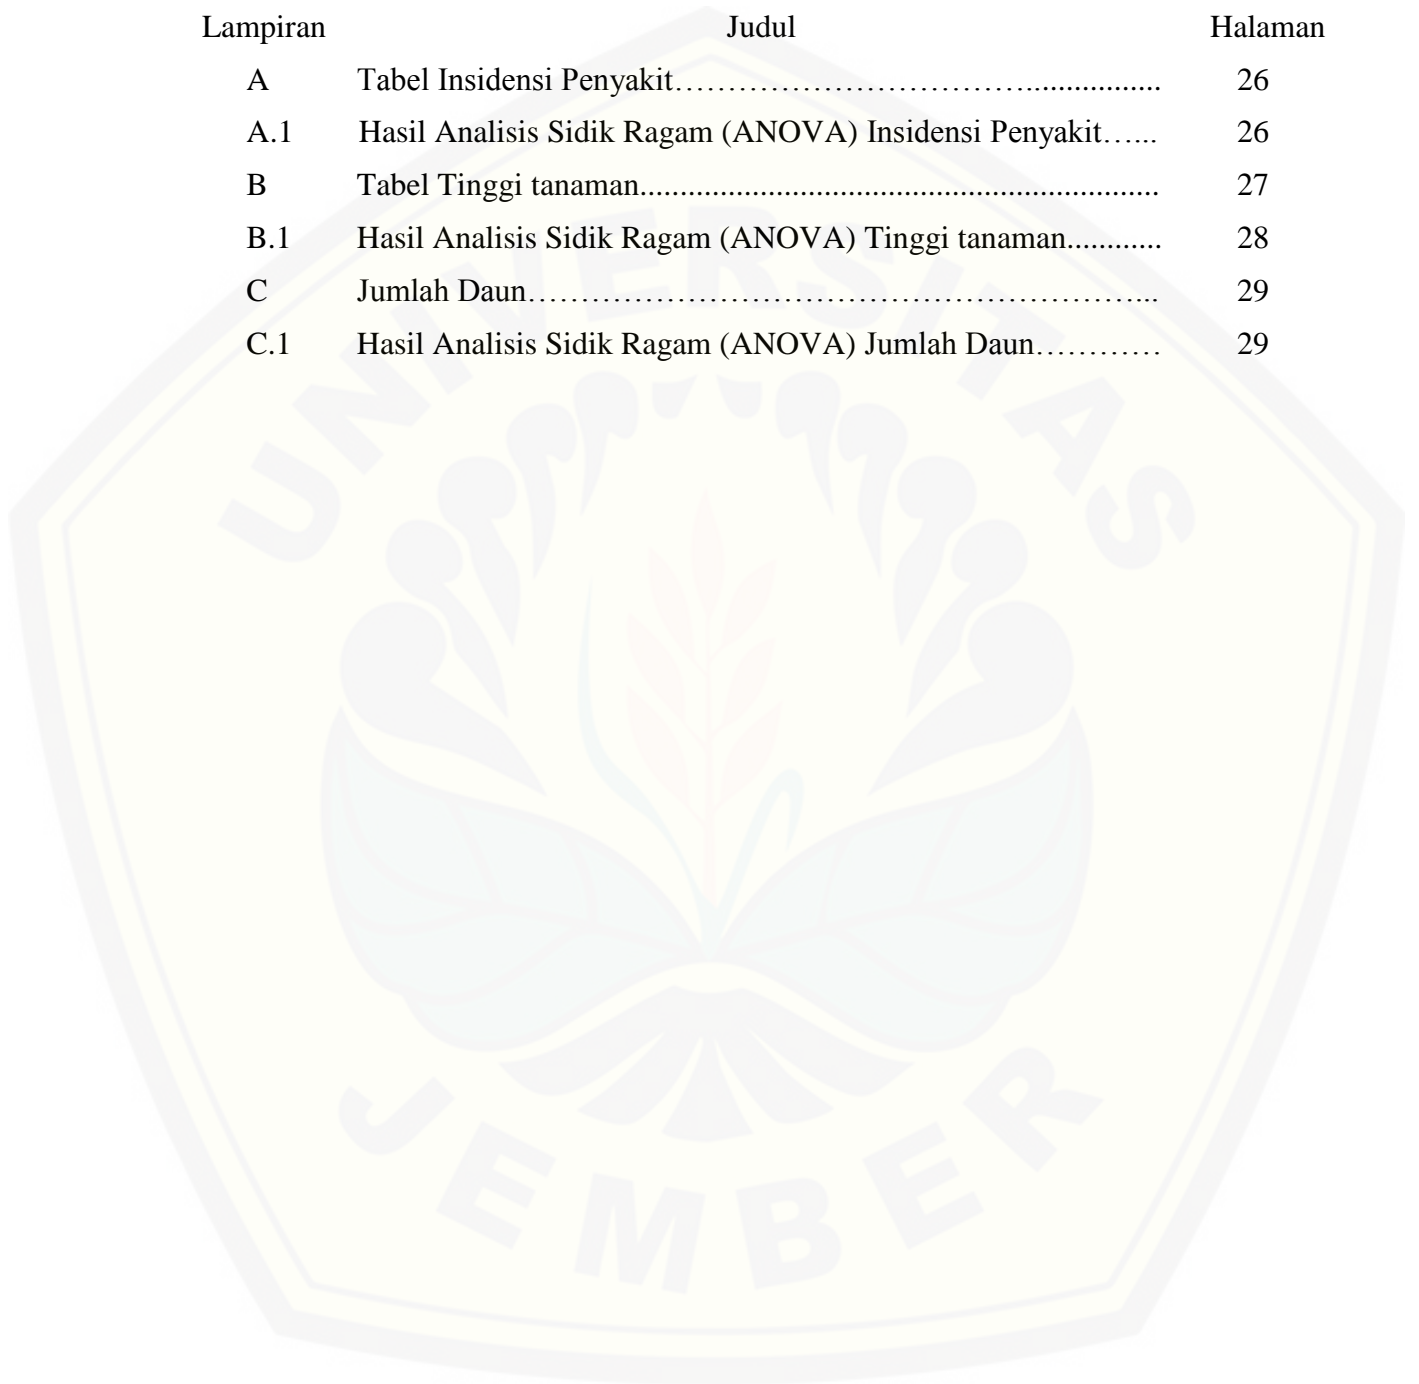 Lampiran Judul Halaman
A Tabel Insidensi Penyakit……………………………................ 26
A.1 Hasil Analisis Sidik Ragam (ANOVA) Insidensi Penyakit…... 26
B Tabel Tinggi tanaman................................................................ 27
B.1 Hasil Analisis Sidik Ragam (ANOVA) Tinggi tanaman............ 28
C Jumlah Daun…………………………………………………... 29
C.1 Hasil Analisis Sidik Ragam (ANOVA) Jumlah Daun………… 29
UNIVERSITAS
JEMBER